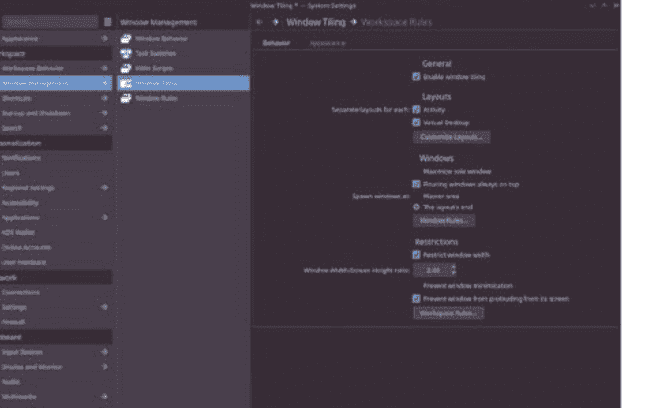 Window Tiling * — System Settings
Search...
Window Management
Window Tiling
Workspace Rules
Appearance
Workspace Behavior
Window Management
Shortcuts
Startup and Shutdown
Search
Notifications
Users
Regional Settings
Accessibility
Applications
KDE Wallet
Online Accounts
User Feedback
Connections
Settings
Firewall
Input Devices
Display and Monitor
Audio
Multimedia
Window Behavior
Task Switcher
KWin Scripts
Window Tiling
Window Rules
Behavior
Appearance
General
Enable window tiling
Layouts
Separate layouts for each:
Activity
Virtual Desktop
Customize Layouts...
Windows
Maximize sole window
Floating windows always on top
Spawn windows at:
Master area
The layout's end
Window Rules...
Restrictions
Restrict window width
Window Width/Screen Height ratio:
Prevent window minimization
Prevent window from protruding from its screen
Workspace Rules...